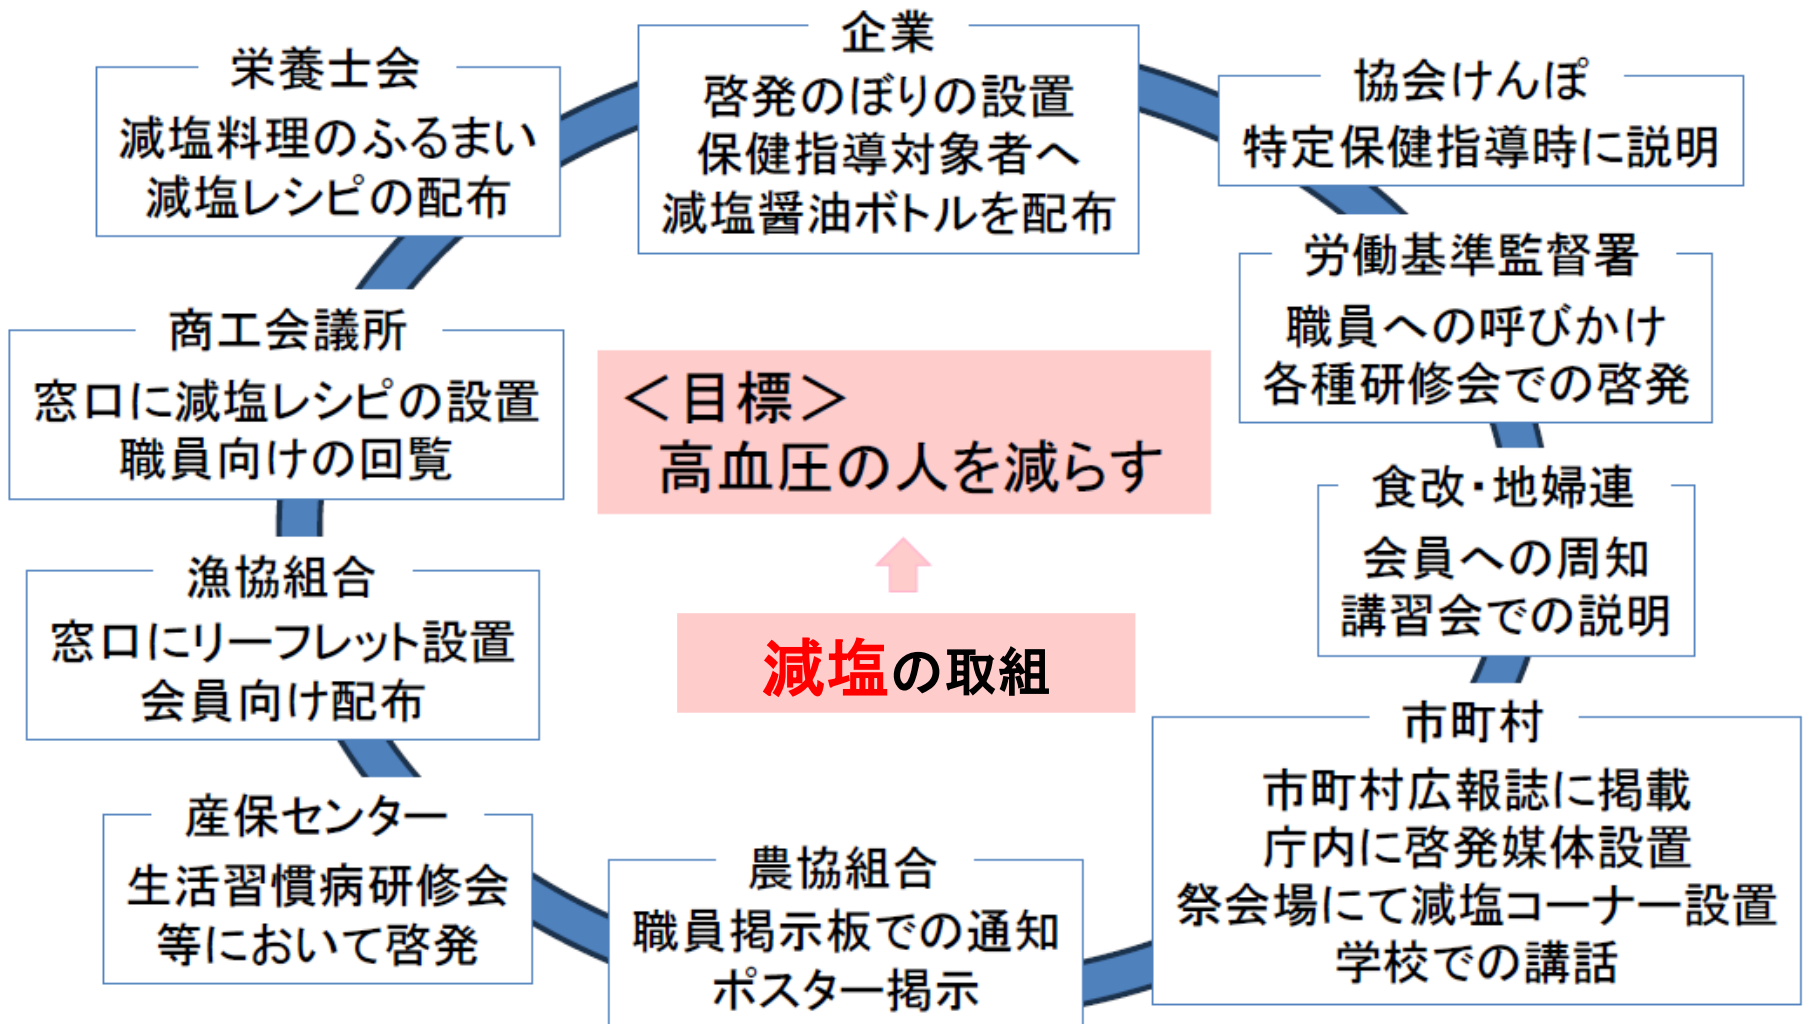 企業
啓発のぼりの設置
保健指導対象者へ
減塩醤油ボトルを配布
協会けんぽ
特定保健指導時に説明
労働基準監督署
職員への呼びかけ
各種研修会での啓発
食改・地婦連
会員への周知
講習会での説明
市町村
市町村広報誌に掲載
庁内に啓発媒体設置
祭会場にて減塩コーナー設置
学校での講話
農協組合
職員掲示板での通知
ポスター掲示
産保センター
生活習慣病研修会
等において啓発
漁協組合
窓口にリーフレット設置
会員向け配布
商工会議所
窓口に減塩レシピの設置
職員向けの回覧
栄養士会
減塩料理のふるまい
減塩レシピの配布
＜目標＞
高血圧の人を減らす
減塩の取組